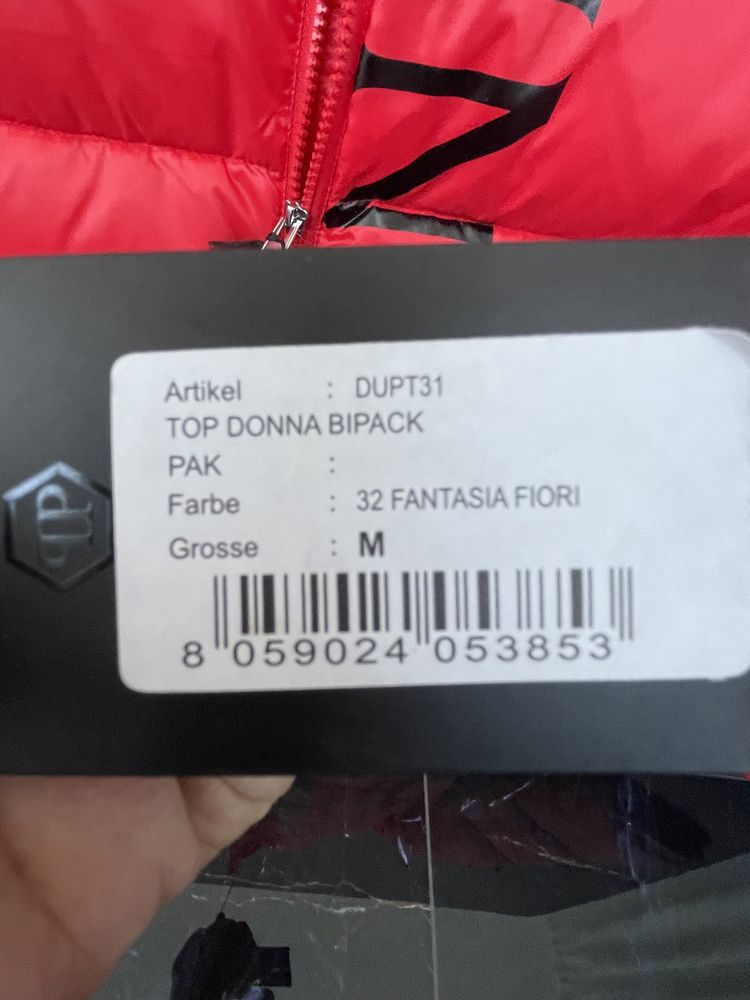 Artikel : DUPT31
TOP DONNA BIPACK
PAK :
Farbe : 32 FANTASIA FIORI
Grosse : M
8 059024 053853